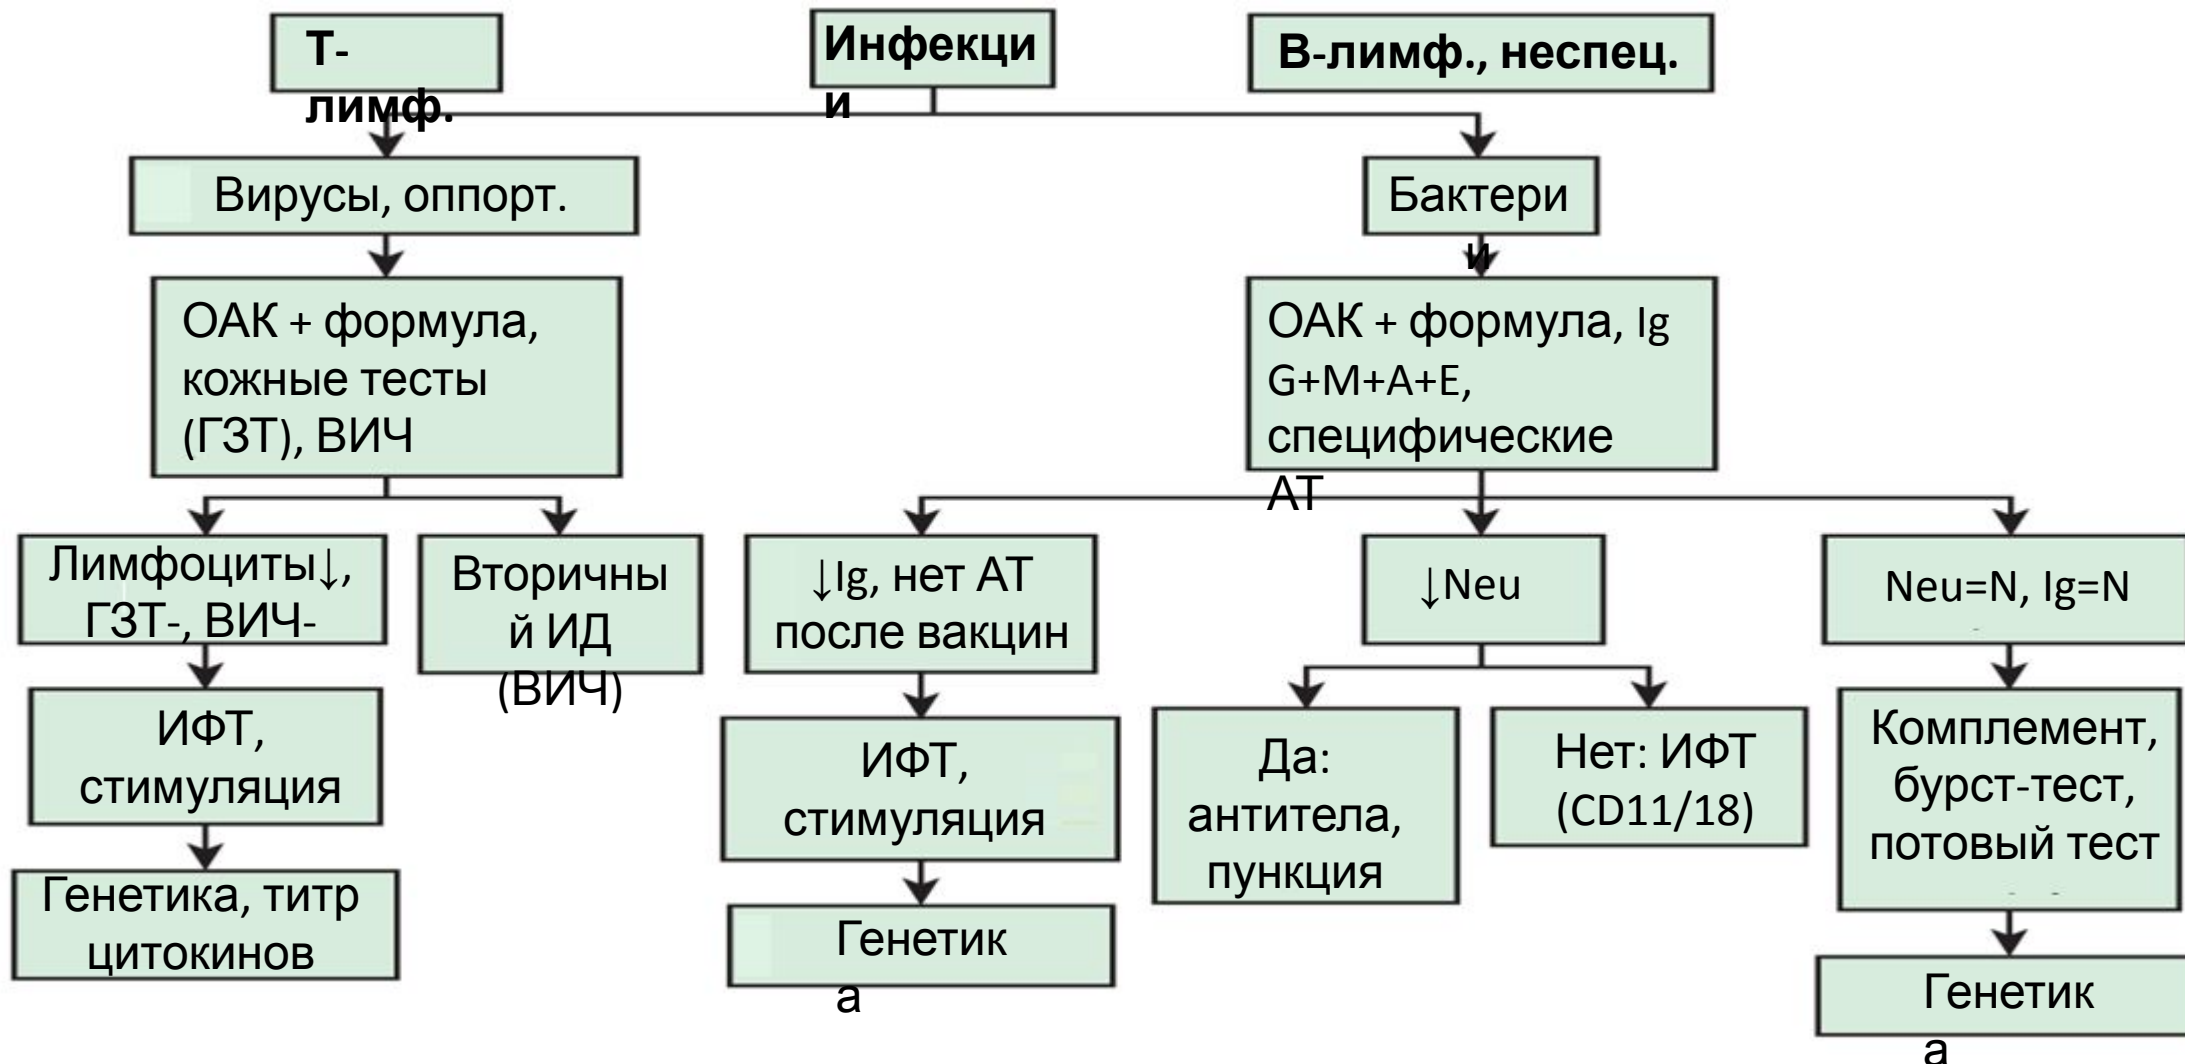 Т-
лимф.
Инфекци
и
В-лимф., неспец.
Вирусы, оппорт.
Бактери
и
ОАК + формула,
кожные тесты
(ГЗТ), ВИЧ
ОАК + формула, Ig
G+M+A+E,
специфические
АТ
Лимфоциты↓,
ГЗТ-, ВИЧ-
Вторичны
й ИД
(ВИЧ)
↓Ig, нет АТ
после вакцин
↓Neu
Neu=N, Ig=N
ИФТ,
стимуляция
ИФТ,
стимуляция
Да:
антитела,
пункция
Нет: ИФТ
(CD11/18)
Комплемент,
бурст-тест,
потовый тест
Генетика, титр
цитокинов
Генетик
а
Генетик
а